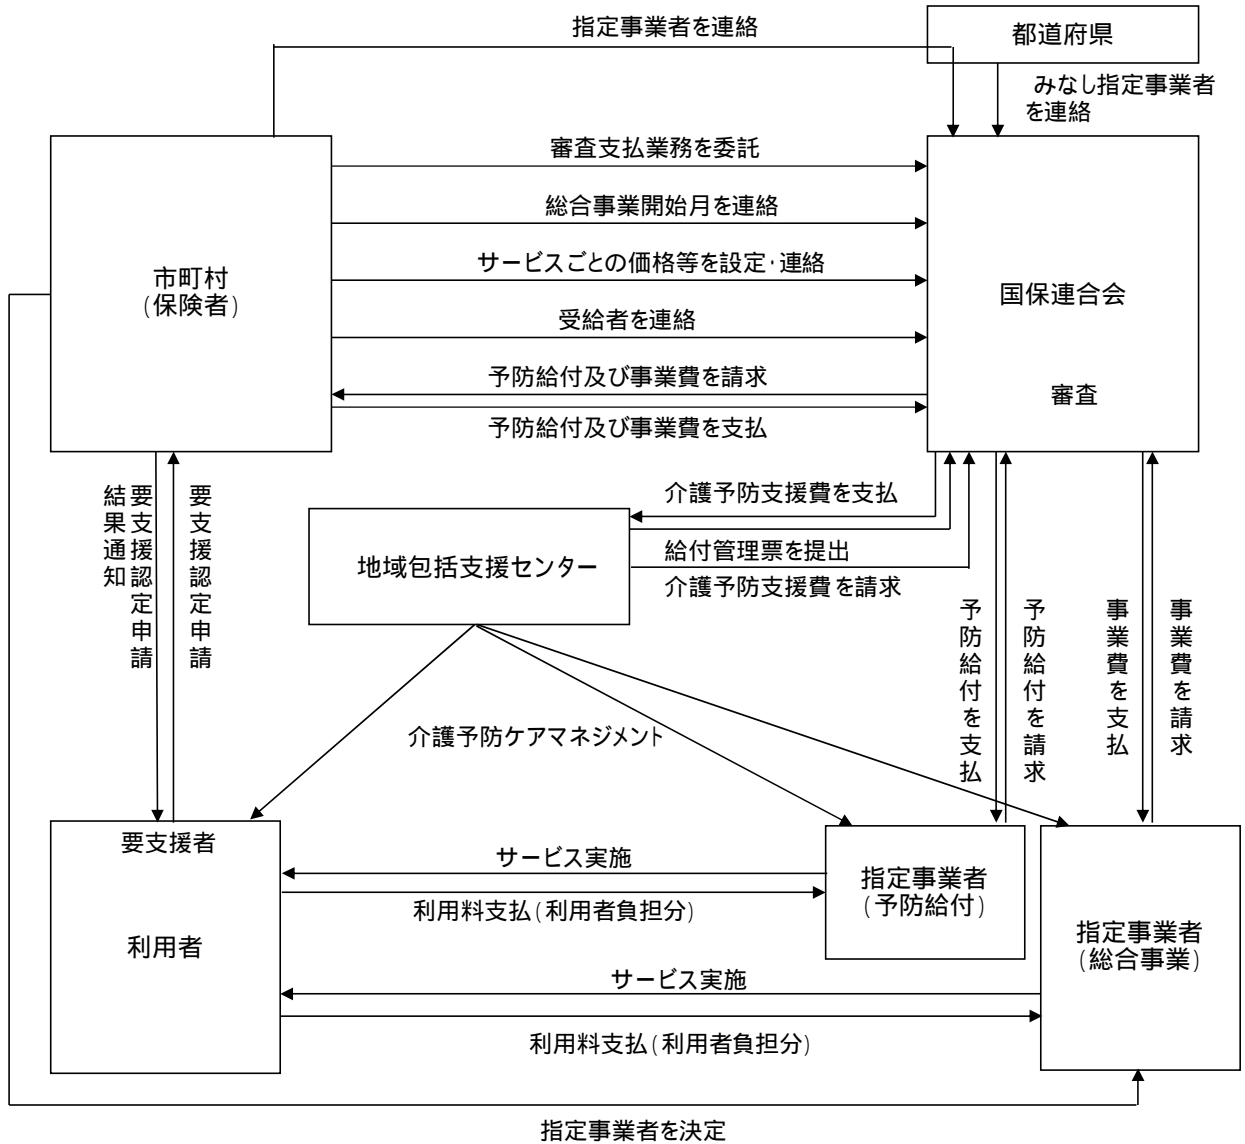 指定事業者を連絡
都道府県
みなし指定事業者
を連絡
審査支払業務を委託
総合事業開始月を連絡
サービスごとの価格等を設定・連絡
受給者を連絡
予防給付及び事業費を請求
予防給付及び事業費を支払
市町村
(保険者)
国保連合会
審査
要支援認定申請
結果通知
要支援認定申請
介護予防支援費を支払
給付管理票を提出
介護予防支援費を請求
地域包括支援センター
予防給付を支払
予防給付を請求
事業費を支払
事業費を請求
介護予防ケアマネジメント
要支援者
利用者
サービス実施
利用料支払(利用者負担分)
指定事業者
(予防給付)
指定事業者
(総合事業)
サービス実施
利用料支払(利用者負担分)
指定事業者を決定